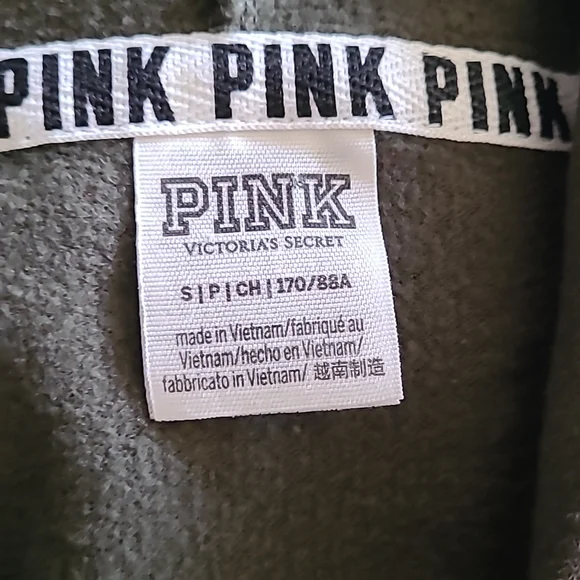 PINK PINK PINK
PINK
VICTORIA'S SECRET
S|P|CH|170/88A
made in Vietnam/fabriqué au
Vietnam/hecho en Vietnam/
fabbricato in Vietnam/ 越南制造